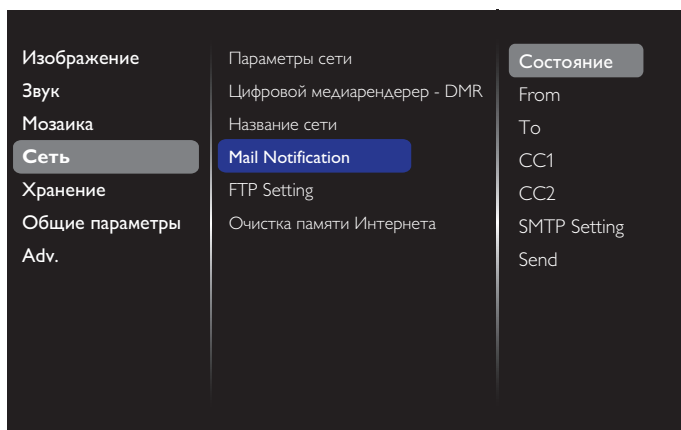 Изображение
Звук
Мозаика
Сеть
Хранение
Общие параметры
Adv.
Параметры сети
Цифровой медиарендерер - DMR
Название сети
Mail Notification
FTP Setting
Очистка памяти Интернета
Состояние
From
To
CC1
CC2
SMTP Setting
Send